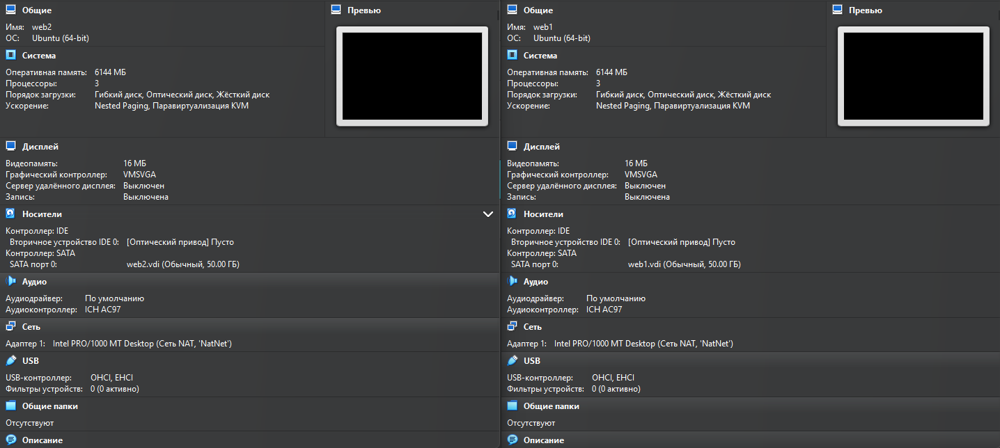 Общие
Имя: web2
ОС: Ubuntu (64-bit)
Превью
Система
Оперативная память: 6144 МБ
Процессоры: 3
Порядок загрузки: Гибкий диск, Оптический диск, Жёсткий диск
Ускорение: Nested Paging, Паравиртуализация KVM
Дисплей
Видеопамять: 16 МБ
Графический контроллер: VMSVGA
Сервер удалённого дисплея: Выключен
Запись: Выключена
Носители
Контроллер: IDE
Вторичное устройство IDE 0: [Оптический привод] Пусто
Контроллер: SATA
SATA порт 0: web2.vdi (Обычный, 50.00 ГБ)
Аудио
Аудиодрайвер: По умолчанию
Аудиоконтроллер: ICH AC97
Сеть
Адаптер 1: Intel PRO/1000 MT Desktop (Сеть NAT, 'NatNet')
USB
USB-контроллер: OHCI, EHCI
Фильтры устройств: 0 (0 активно)
Общие папки
Отсутствуют
Описание
Общие
Имя: web1
ОС: Ubuntu (64-bit)
Превью
Система
Оперативная память: 6144 МБ
Процессоры: 3
Порядок загрузки: Гибкий диск, Оптический диск, Жёсткий диск
Ускорение: Nested Paging, Паравиртуализация KVM
Дисплей
Видеопамять: 16 МБ
Графический контроллер: VMSVGA
Сервер удалённого дисплея: Выключен
Запись: Выключена
Носители
Контроллер: IDE
Вторичное устройство IDE 0: [Оптический привод] Пусто
Контроллер: SATA
SATA порт 0: web1.vdi (Обычный, 50.00 ГБ)
Аудио
Аудиодрайвер: По умолчанию
Аудиоконтроллер: ICH AC97
Сеть
Адаптер 1: Intel PRO/1000 MT Desktop (Сеть NAT, 'NatNet')
USB
USB-контроллер: OHCI, EHCI
Фильтры устройств: 0 (0 активно)
Общие папки
Отсутствуют
Описание